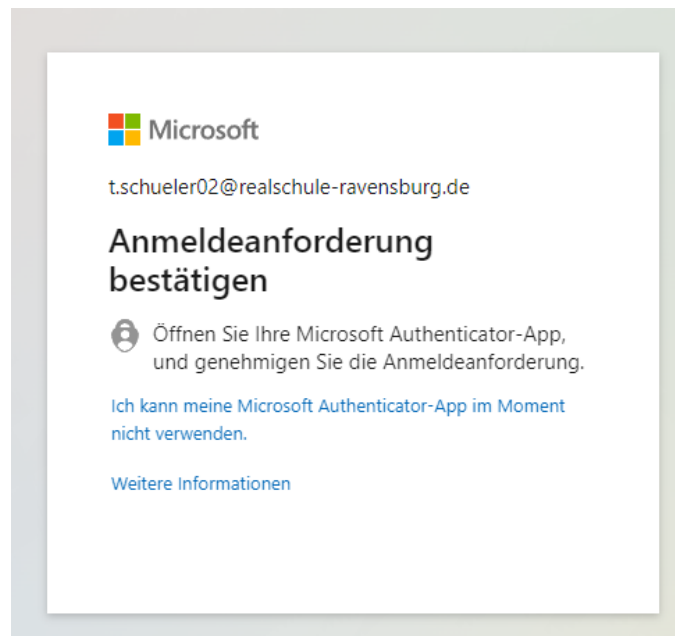 Microsoft
t.schueler02@realschule-ravensburg.de
Anmeldeanforderung
bestätigen
Öffnen Sie Ihre Microsoft Authenticator-App,
und genehmigen Sie die Anmeldeanforderung.
Ich kann meine Microsoft Authenticator-App im Moment
nicht verwenden.
Weitere Informationen